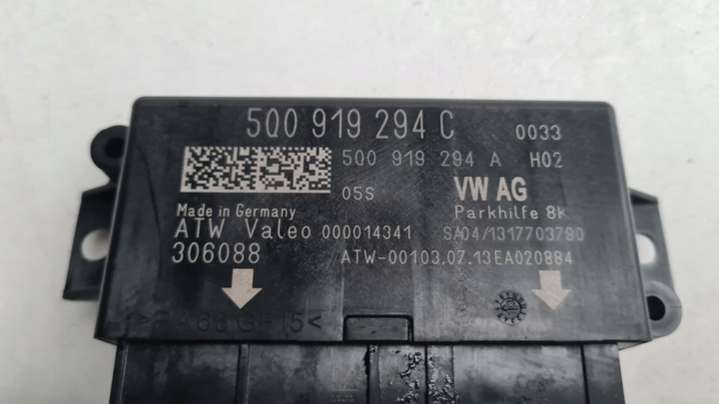 5Q0 919 294 C 0033
5Q0 919 294 A H02
05S VW AG
Made in Germany Parkhilfe 8K
ATW Valeo 000014341 SA04/1317703780
306088 ATW-00103.07.13EA020884